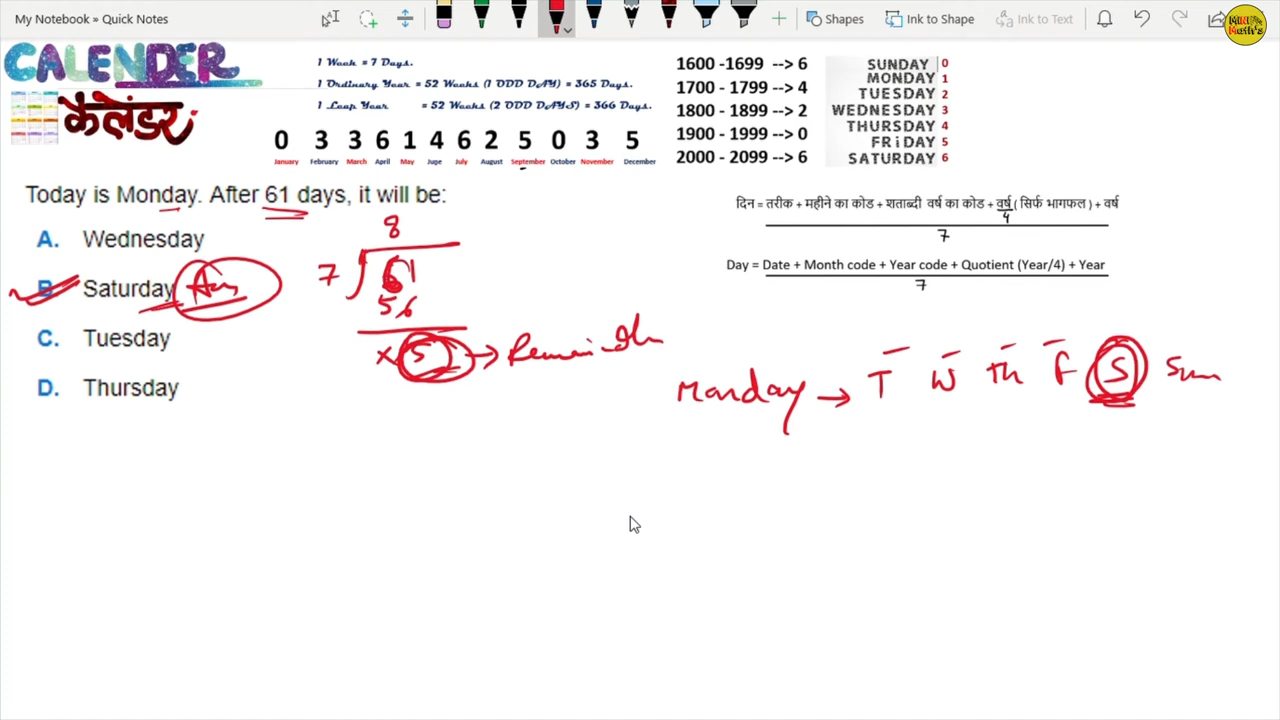 My Notebook » Quick Notes
Shapes
Ink to Shape
Ink to Text
MINI Math's
CALENDER
कैलेंडर
1 Week = 7 Days.
1 Ordinary Year = 52 Weeks (1 ODD DAY) = 365 Days.
1 Leap Year = 52 Weeks (2 ODD DAYS) = 366 Days.
0 3 3 6 1 4 6 2 5 0 3 5
January February March April May June July August September October November December
1600 -1699 --> 6
1700 - 1799 --> 4
1800 - 1899 --> 2
1900 - 1999 --> 0
2000 - 2099 --> 6
SUNDAY 0
MONDAY 1
TUESDAY 2
WEDNESDAY 3
THURSDAY 4
FRiDAY 5
SATURDAY 6
Today is Monday. After 61 days, it will be:
A. Wednesday
B. Saturday Ans
C. Tuesday
D. Thursday
8
7 61
56
× 5 → Remain
दिन = तरीक + महीने का कोड + शताब्दी वर्ष का कोड + वर्ष/4 ( सिर्फ भागफल ) + वर्ष
7
Day = Date + Month code + Year code + Quotient (Year/4) + Year
7
Monday → T W Th F S Sun